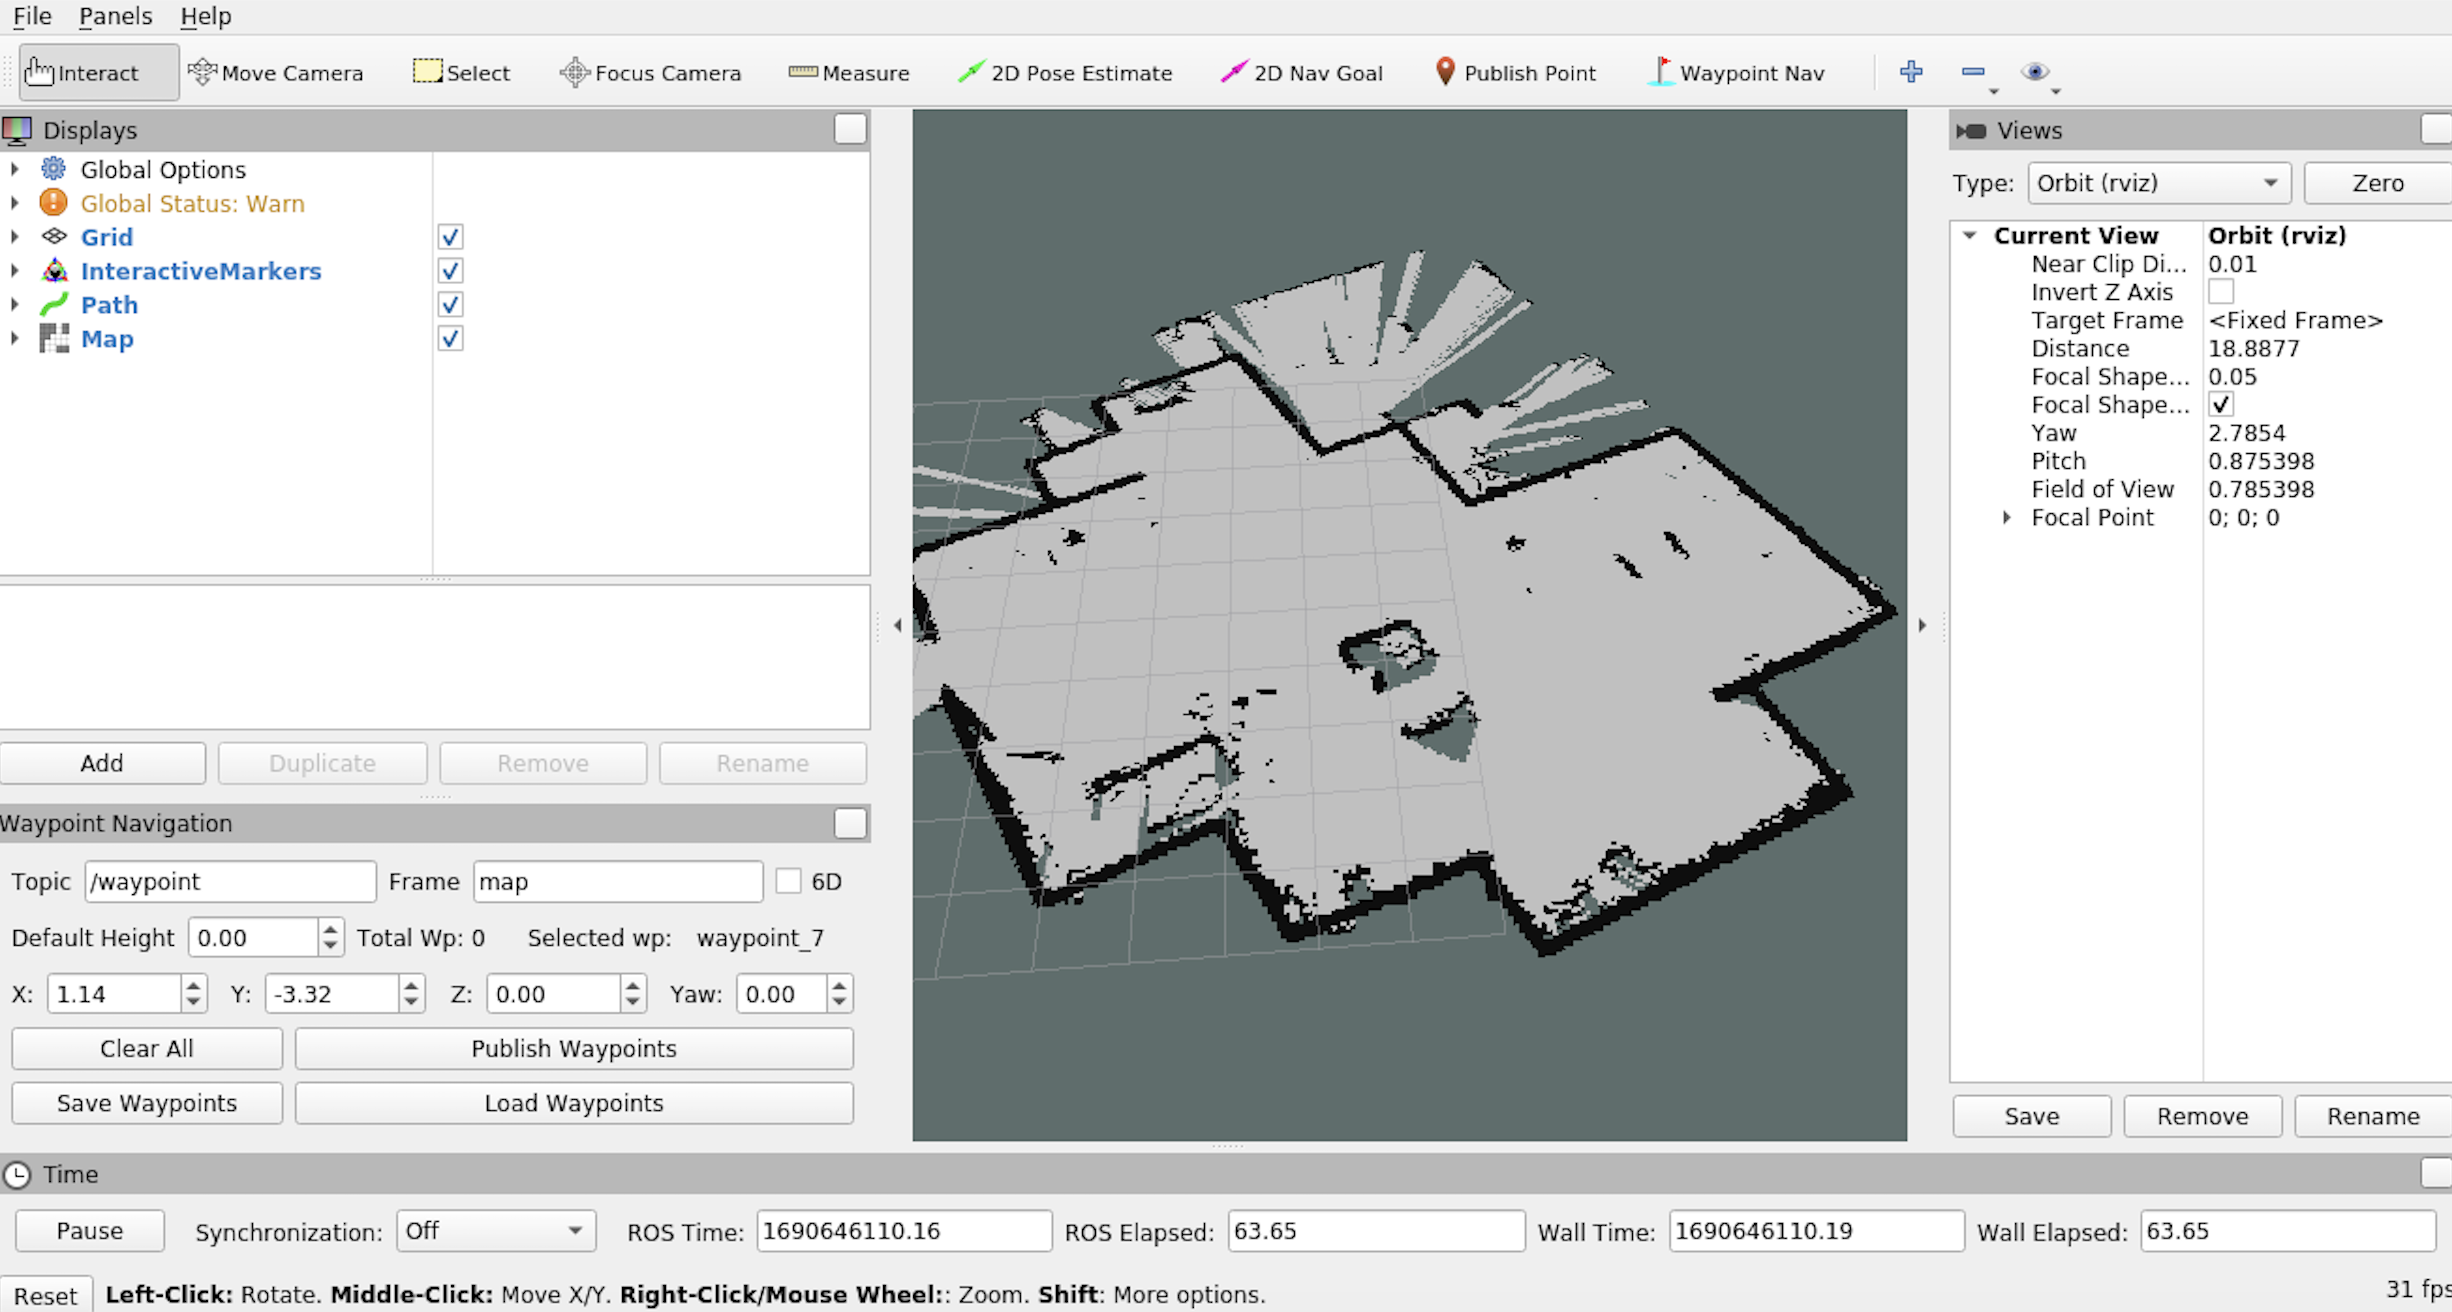 File Panels Help
Interact Move Camera Select Focus Camera Measure 2D Pose Estimate 2D Nav Goal Publish Point Waypoint Nav
Displays
Global Options
Global Status: Warn
Grid
InteractiveMarkers
Path
Map
Add Duplicate Remove Rename
Waypoint Navigation
Topic /waypoint Frame map 6D
Default Height 0.00 Total Wp: 0 Selected wp: waypoint_7
X: 1.14 Y: -3.32 Z: 0.00 Yaw: 0.00
Clear All Publish Waypoints
Save Waypoints Load Waypoints
Views
Type: Orbit (rviz) Zero
Current View Orbit (rviz)
Near Clip Di... 0.01
Invert Z Axis
Target Frame <Fixed Frame>
Distance 18.8877
Focal Shape... 0.05
Focal Shape...
Yaw 2.7854
Pitch 0.875398
Field of View 0.785398
Focal Point 0; 0; 0
Save Remove Rename
Time
Pause Synchronization: Off ROS Time: 1690646110.16 ROS Elapsed: 63.65 Wall Time: 1690646110.19 Wall Elapsed: 63.65
Reset Left-Click: Rotate. Middle-Click: Move X/Y. Right-Click/Mouse Wheel:: Zoom. Shift: More options. 31 fps